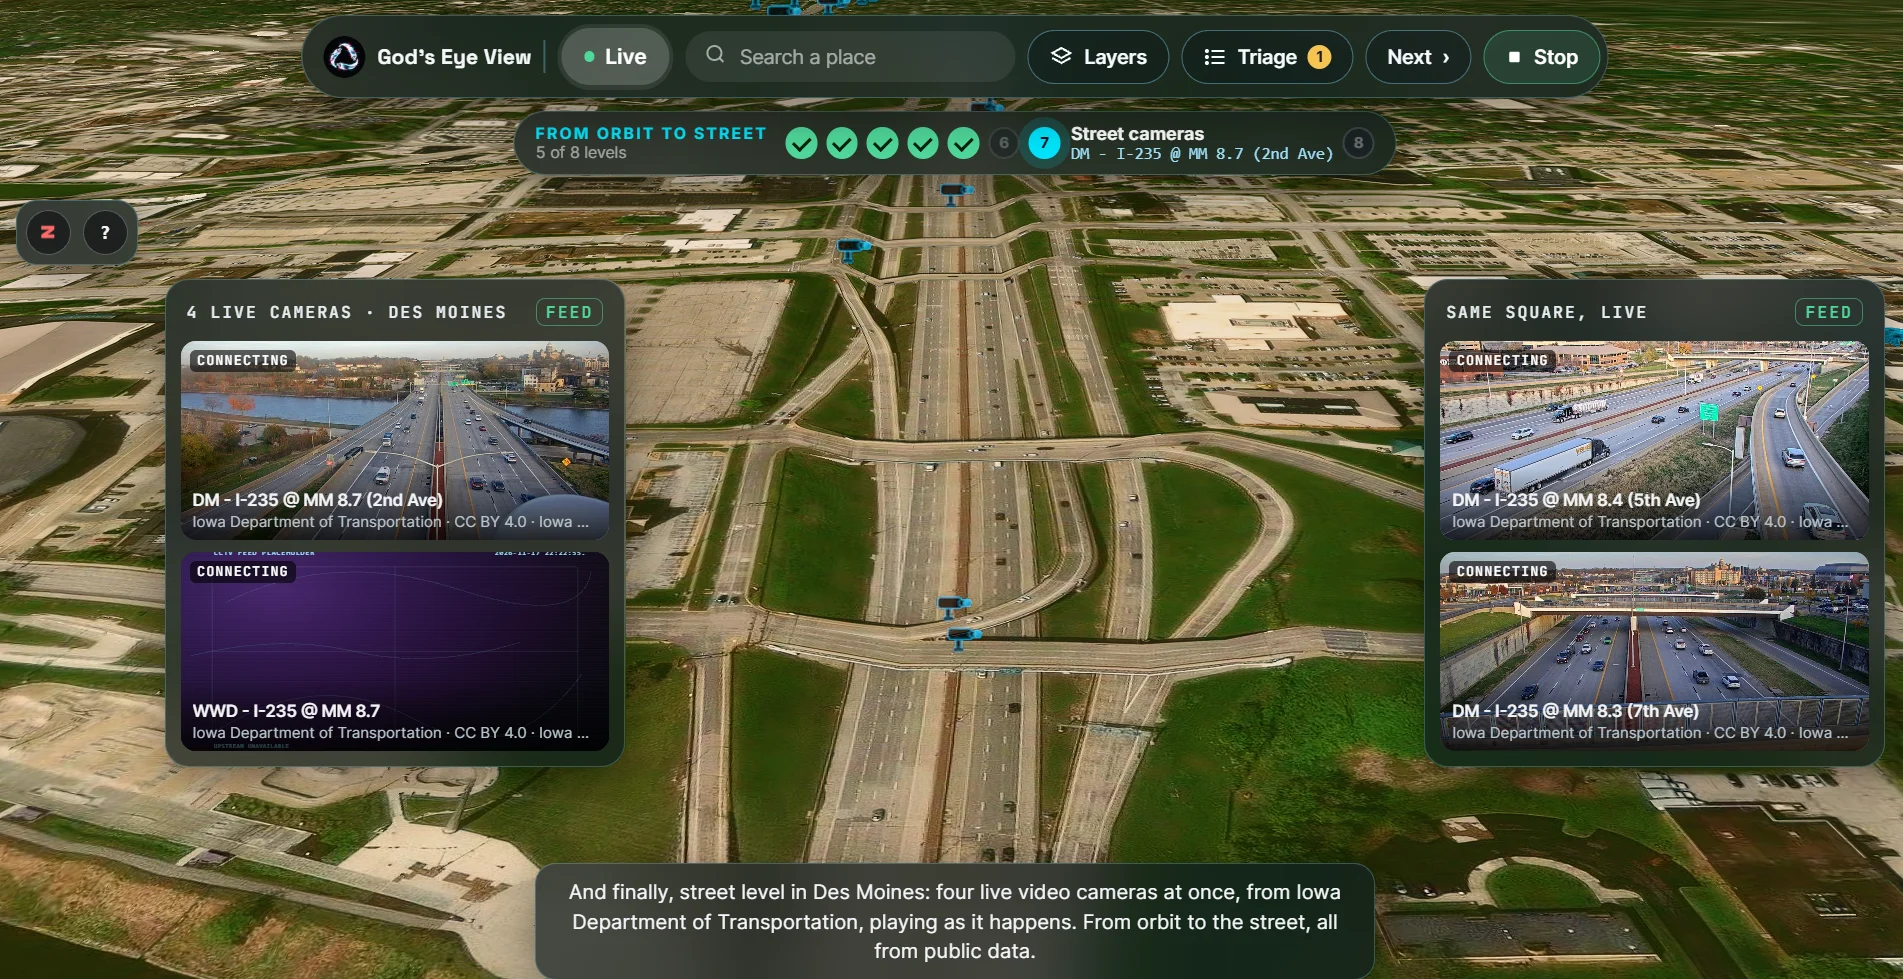 God's Eye View
Live
Search a place
Layers
Triage 1
Next ›
Stop
FROM ORBIT TO STREET
5 of 8 levels
6
7
Street cameras
DM - I-235 @ MM 8.7 (2nd Ave)
8
?
4 LIVE CAMERAS · DES MOINES
FEED
CONNECTING
DM - I-235 @ MM 8.7 (2nd Ave)
Iowa Department of Transportation · CC BY 4.0 · Iowa ...
CCTV FEED PLACEHOLDER
CONNECTING
WWD - I-235 @ MM 8.7
Iowa Department of Transportation · CC BY 4.0 · Iowa ...
UPSTREAM UNAVAILABLE
SAME SQUARE, LIVE
FEED
CONNECTING
DM - I-235 @ MM 8.4 (5th Ave)
Iowa Department of Transportation · CC BY 4.0 · Iowa ...
CONNECTING
DM - I-235 @ MM 8.3 (7th Ave)
Iowa Department of Transportation · CC BY 4.0 · Iowa ...
And finally, street level in Des Moines: four live video cameras at once, from Iowa
Department of Transportation, playing as it happens. From orbit to the street, all
from public data.